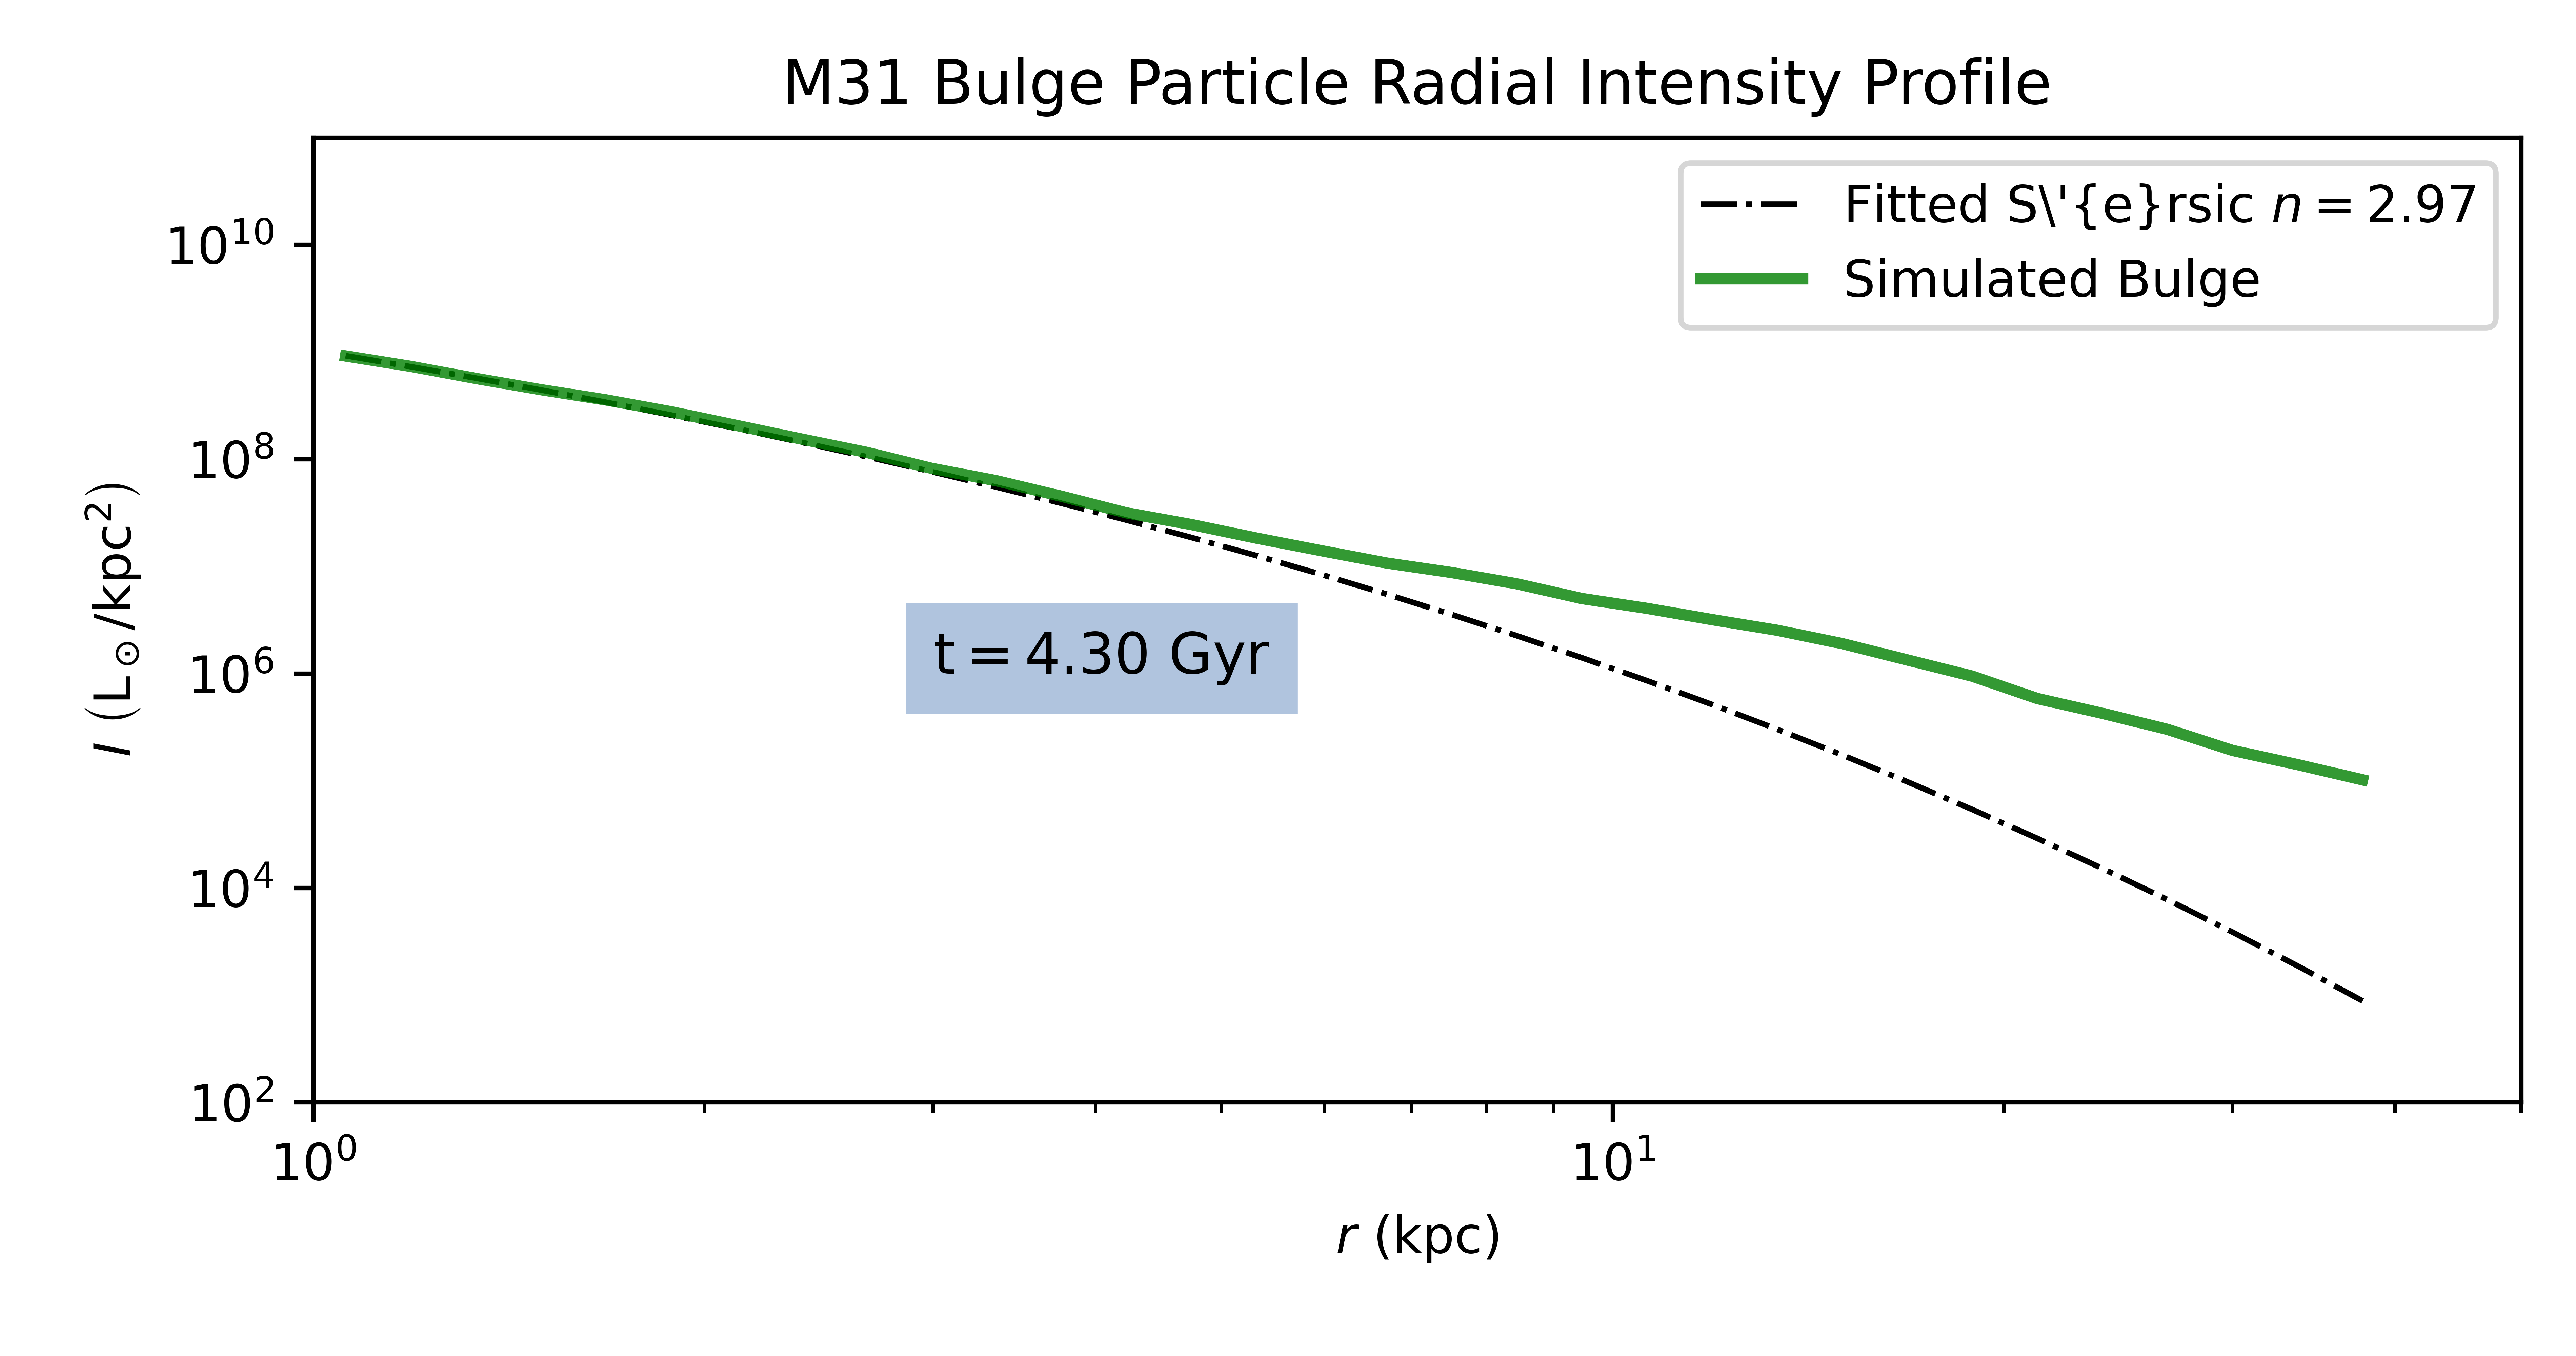 M31 Bulge Particle Radial Intensity Profile
Fitted S\'{e}rsic n = 2.97
Simulated Bulge
I (L⊙/kpc²)
10¹⁰
10⁸
10⁶
10⁴
10²
t = 4.30 Gyr
10⁰ 10¹
r (kpc)